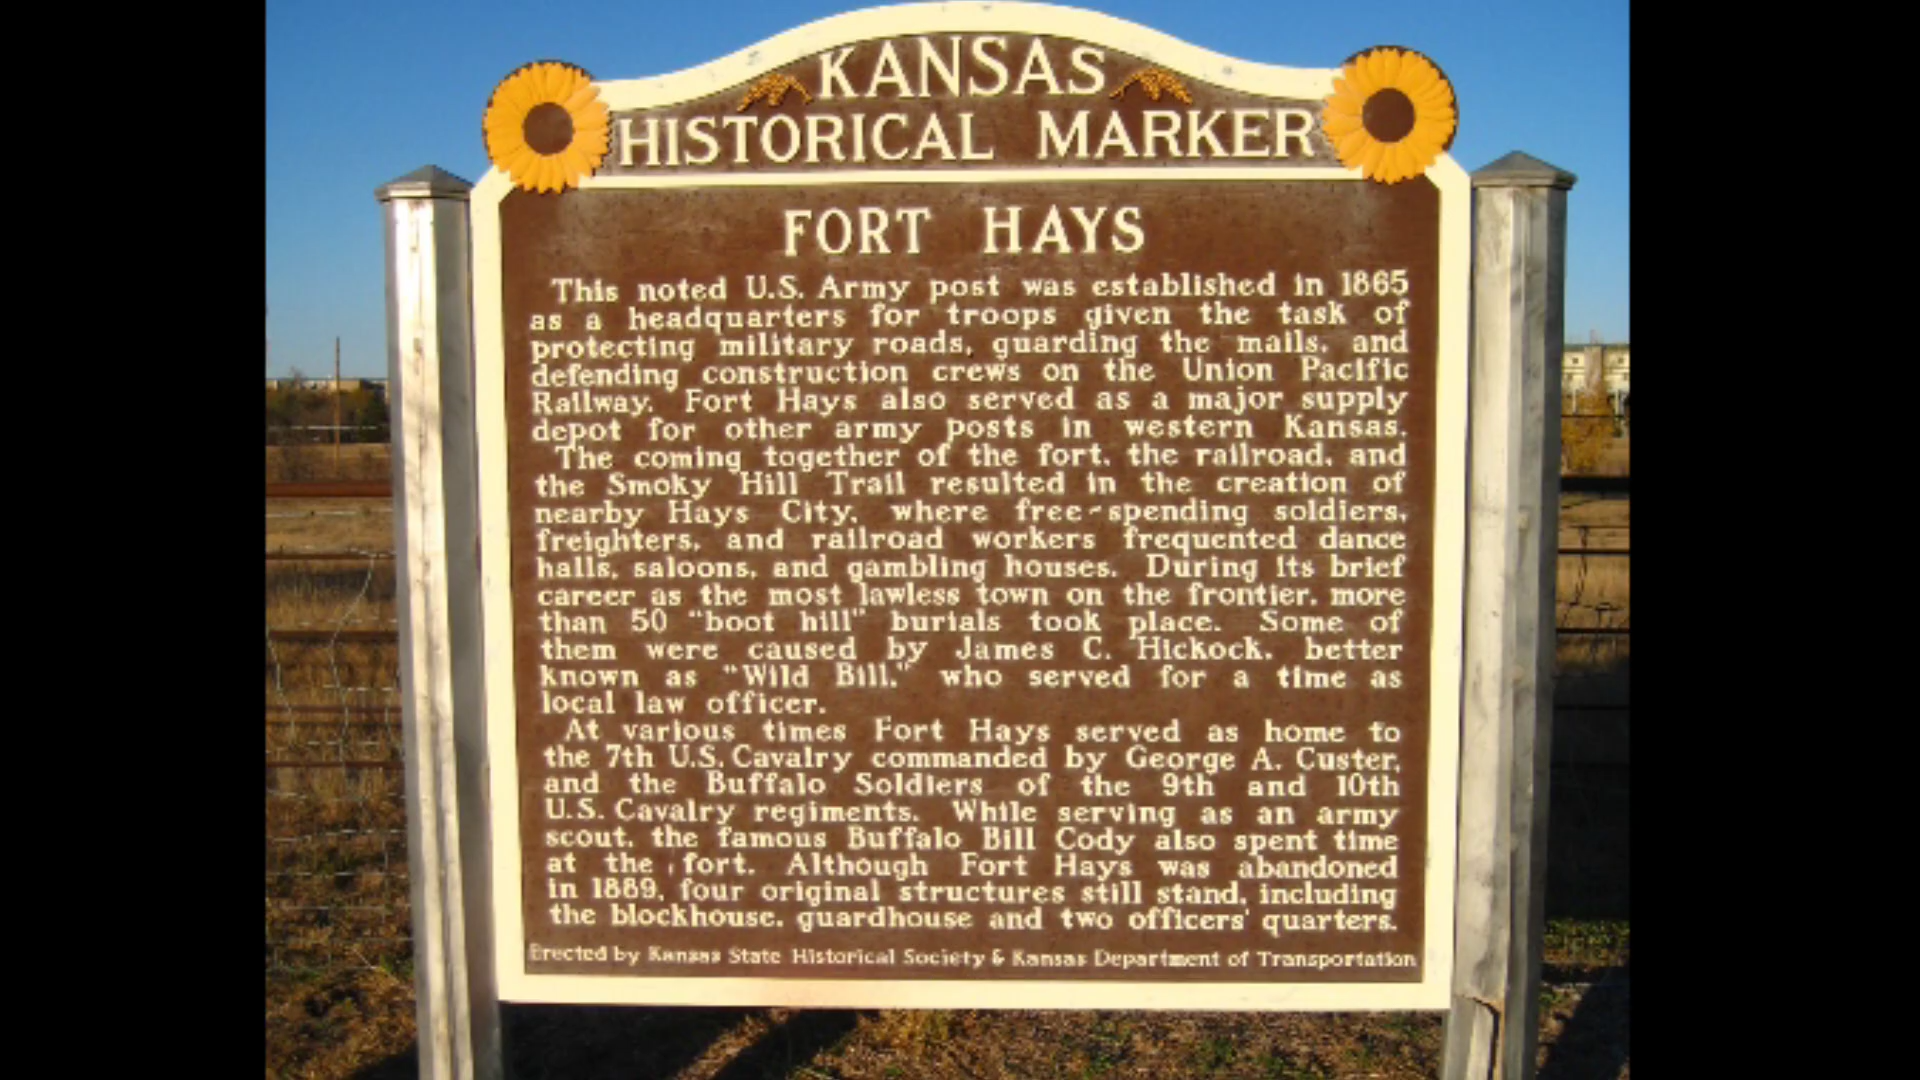 KANSAS
HISTORICAL MARKER
FORT HAYS
This noted U.S. Army post was established in 1865
as a headquarters for troops given the task of
protecting military roads, guarding the mails, and
defending construction crews on the Union Pacific
Railway. Fort Hays also served as a major supply
depot for other army posts in western Kansas.
The coming together of the fort, the railroad, and
the Smoky Hill Trail resulted in the creation of
nearby Hays City, where free-spending soldiers,
freighters, and railroad workers frequented dance
halls, saloons, and gambling houses. During its brief
career as the most lawless town on the frontier, more
than 50 "boot hill" burials took place. Some of
them were caused by James C. Hickock, better
known as "Wild Bill," who served for a time as
local law officer.
At various times Fort Hays served as home to
the 7th U.S. Cavalry commanded by George A. Custer,
and the Buffalo Soldiers of the 9th and 10th
U.S. Cavalry regiments. While serving as an army
scout, the famous Buffalo Bill Cody also spent time
at the fort. Although Fort Hays was abandoned
in 1889, four original structures still stand, including
the blockhouse, guardhouse and two officers' quarters.
Erected by Kansas State Historical Society & Kansas Department of Transportation